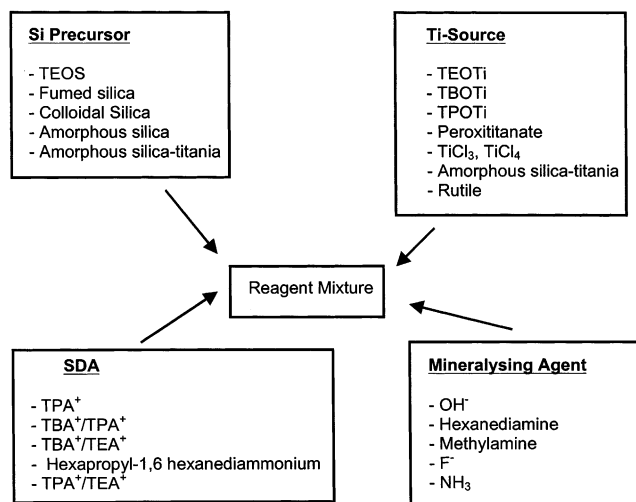 Si Precursor
- TEOS
- Fumed silica
- Colloidal Silica
- Amorphous silica
- Amorphous silica-titania
Ti-Source
- TEOTi
- TBOTi
- TPOTi
- Peroxititanate
- TiCl₃, TiCl₄
- Amorphous silica-titania
- Rutile
Reagent Mixture
SDA
- TPA⁺
- TBA⁺/TPA⁺
- TBA⁺/TEA⁺
- Hexapropyl-1,6 hexanediammonium
- TPA⁺/TEA⁺
Mineralysing Agent
- OH⁻
- Hexanediamine
- Methylamine
- F⁻
- NH₃